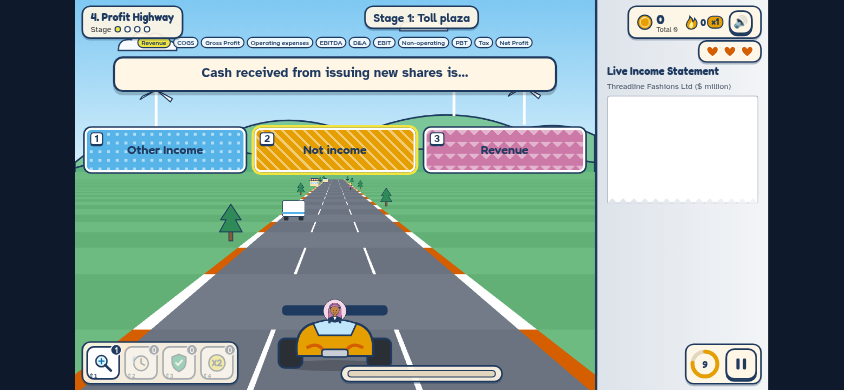 4. Profit Highway
Stage
Stage 1: Toll plaza
Revenue COGS Gross Profit Operating expenses EBITDA D&A EBIT Non-operating PBT Tax Net Profit
Cash received from issuing new shares is...
1 Other income
2 Not income
3 Revenue
0
Total 0
0 x1
Live Income Statement
Threadline Fashions Ltd ($ million)
1 0 0 0
x2
9